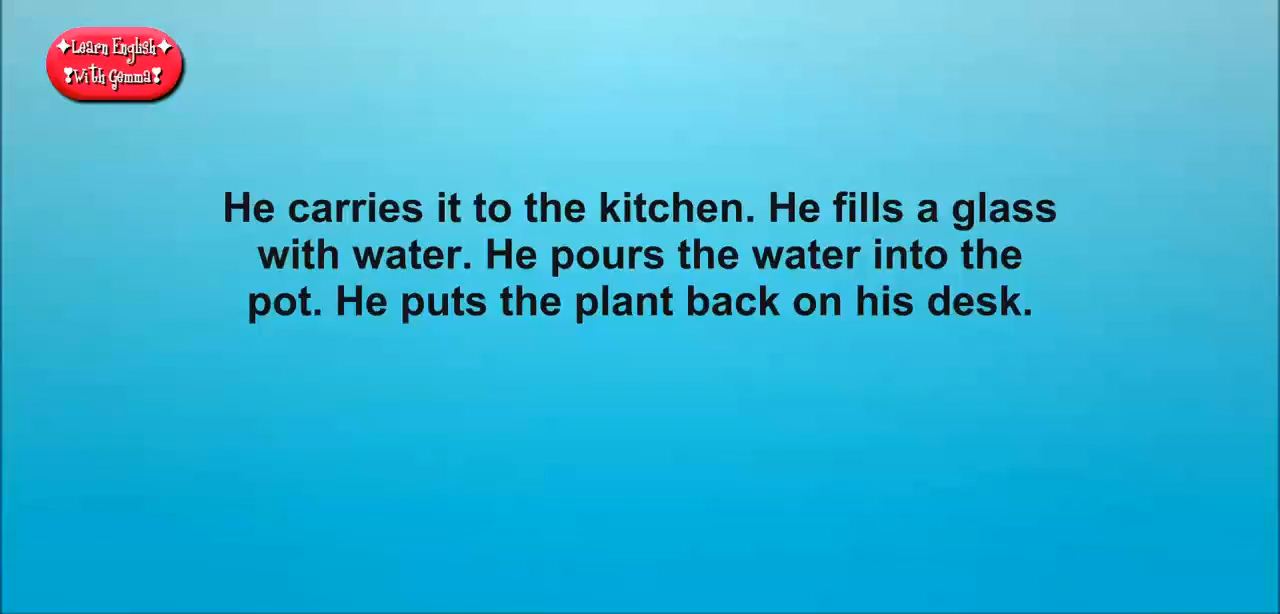 ✦Learn English✦
❣With Gemma❣
He carries it to the kitchen. He fills a glass
with water. He pours the water into the
pot. He puts the plant back on his desk.